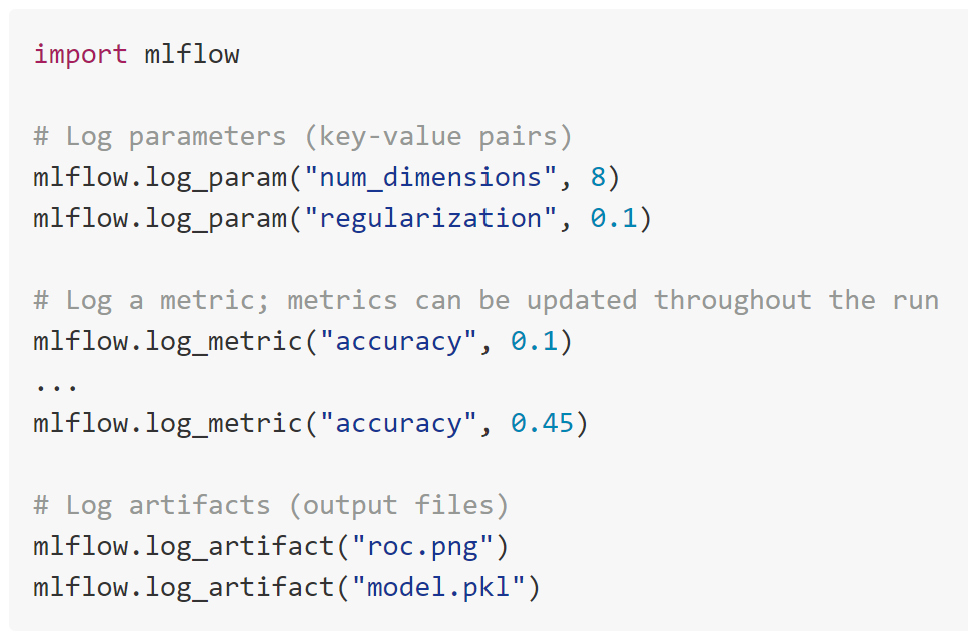 import mlflow
# Log parameters (key-value pairs)
mlflow.log_param("num_dimensions", 8)
mlflow.log_param("regularization", 0.1)
# Log a metric; metrics can be updated throughout the run
mlflow.log_metric("accuracy", 0.1)
...
mlflow.log_metric("accuracy", 0.45)
# Log artifacts (output files)
mlflow.log_artifact("roc.png")
mlflow.log_artifact("model.pkl")